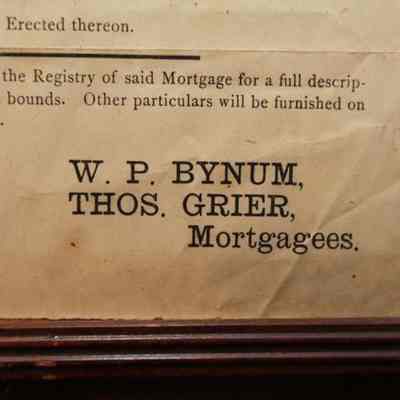 Erected thereon.
the Registry of said Mortgage for a full descrip-
bounds. Other particulars will be furnished on
W. P. BYNUM,
THOS. GRIER,
Mortgagees.